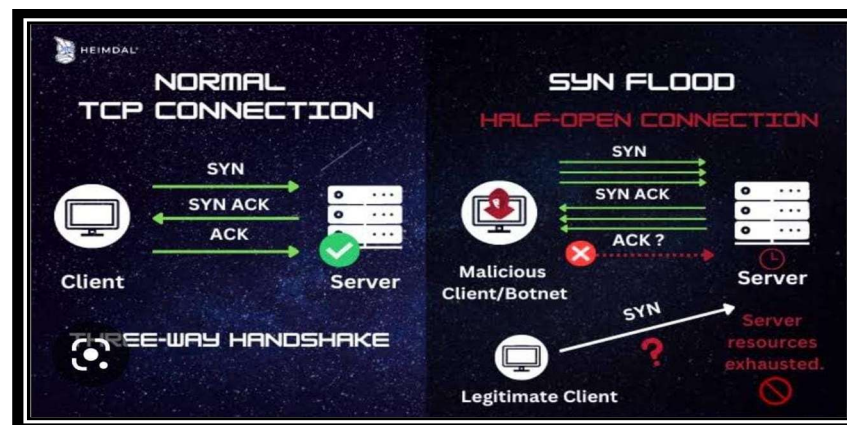 HEIMDAL
NORMAL
TCP CONNECTION
SYN
SYN ACK
ACK
Client
Server
THREE-WAY HANDSHAKE
SYN FLOOD
HALF-OPEN CONNECTION
SYN
SYN ACK
ACK ?
Malicious
Client/Botnet
Server
SYN
?
Legitimate Client
Server
resources
exhausted.